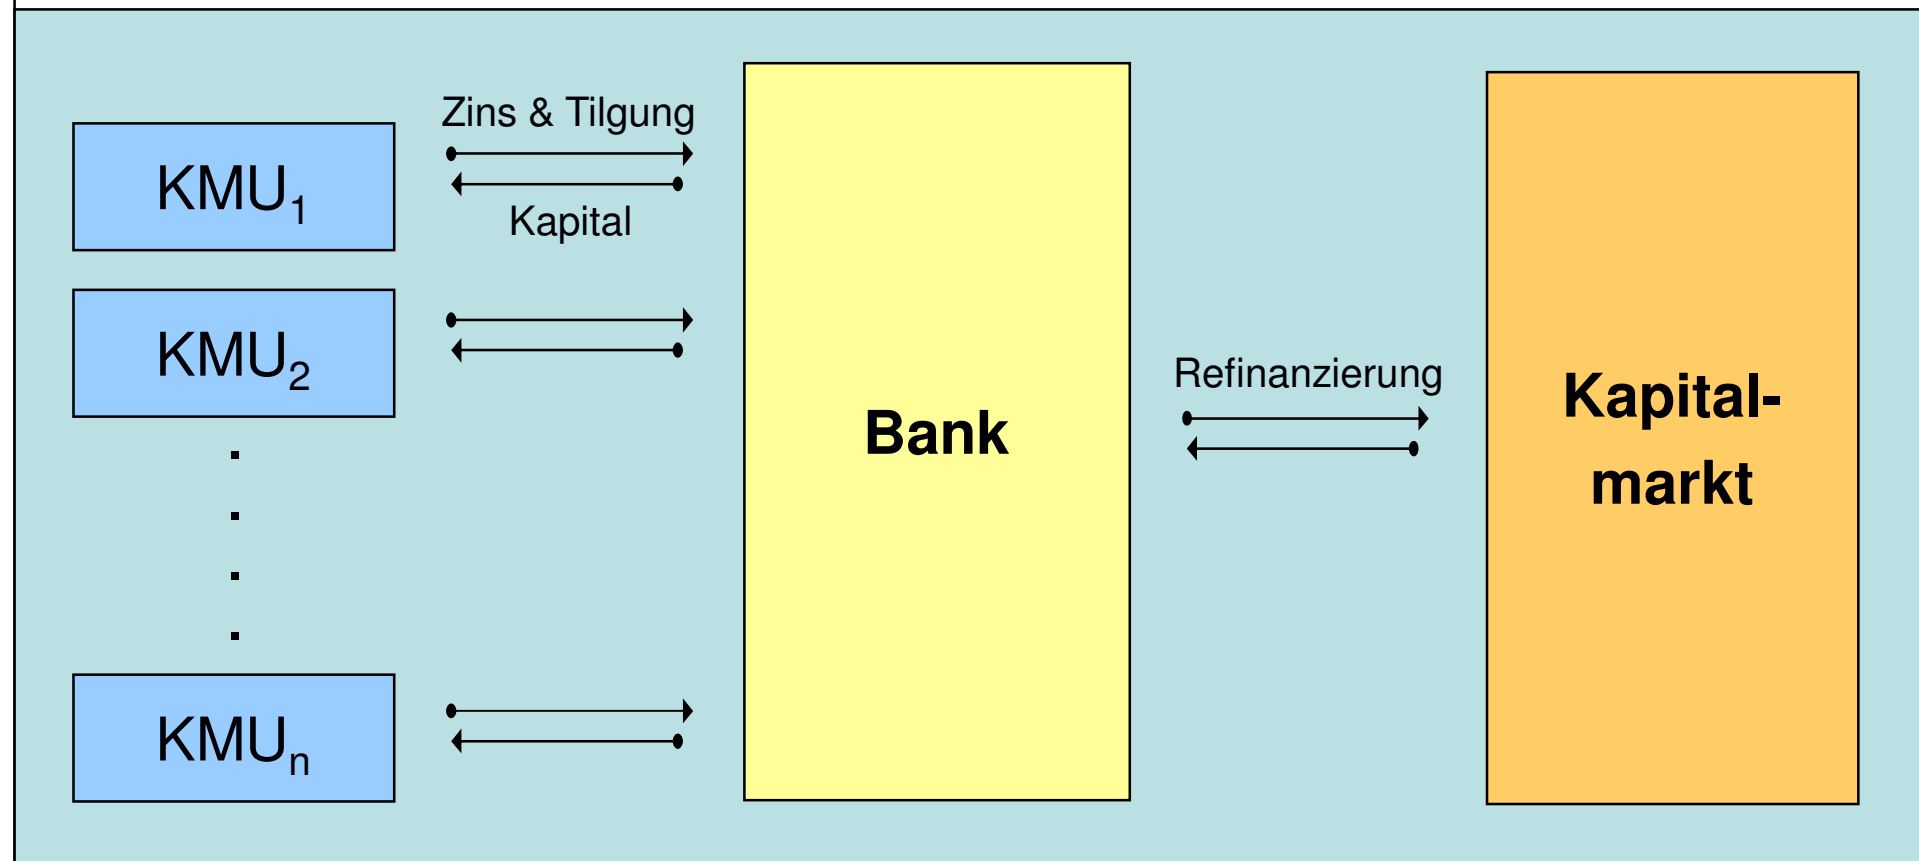 Zins & Tilgung
KMU₁
Kapital
KMU₂
Refinanzierung
Bank
Kapital-
markt
KMUₙ